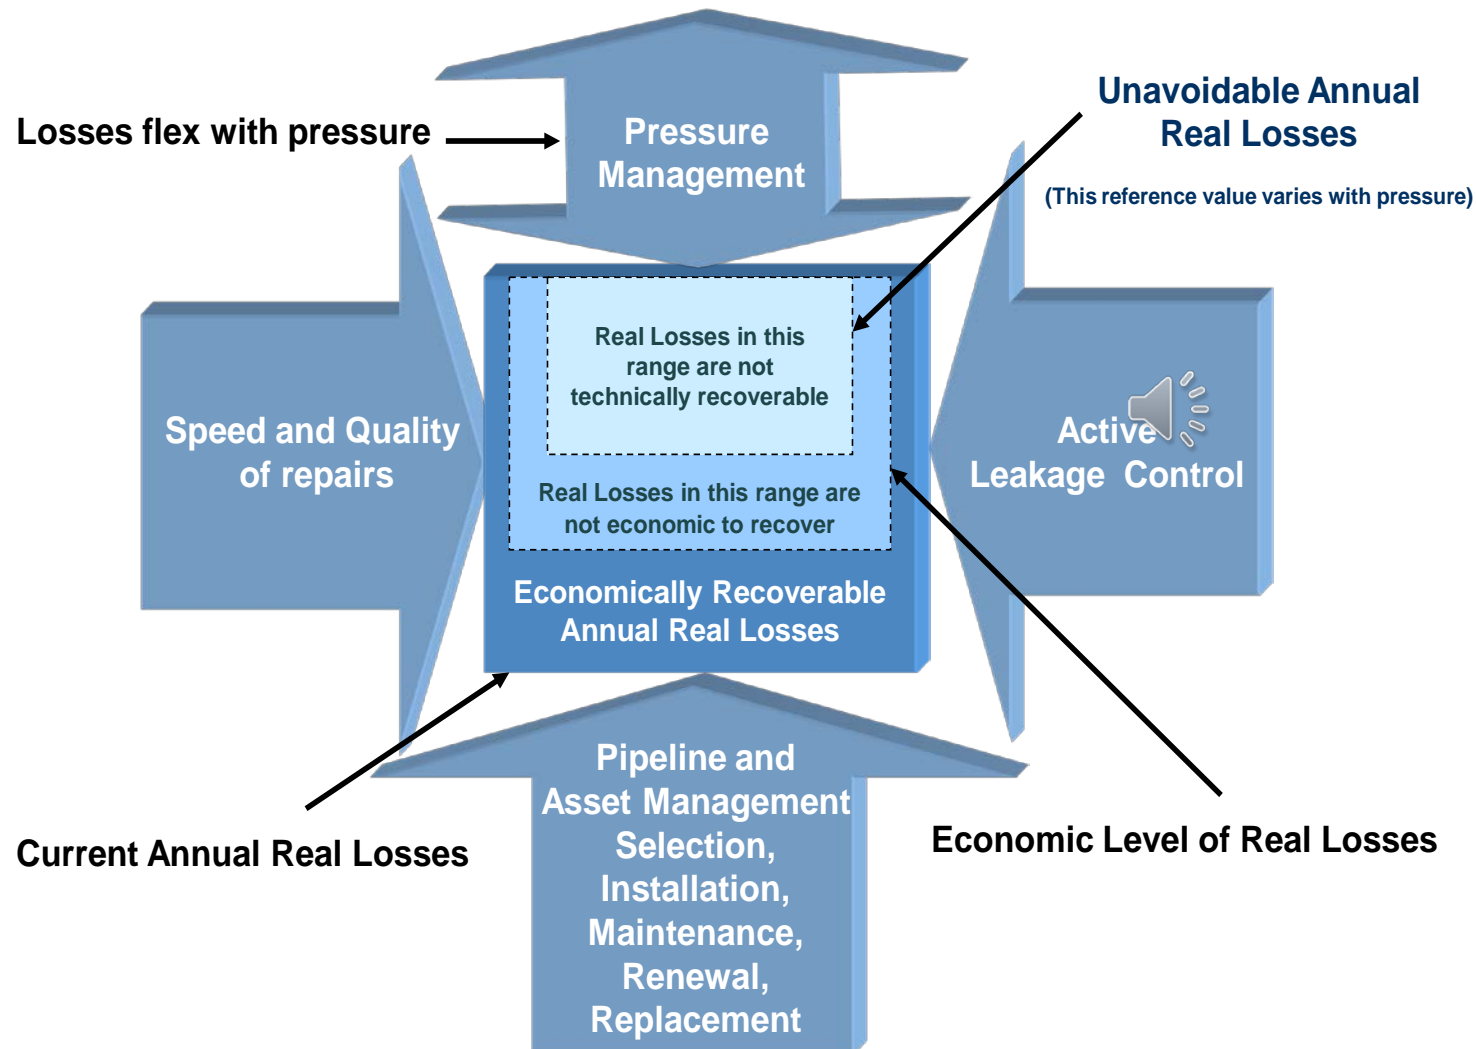 Losses flex with pressure
Pressure
Management
Unavoidable Annual
Real Losses
(This reference value varies with pressure)
Real Losses in this
range are not
technically recoverable
Speed and Quality
of repairs
Active
Leakage Control
Real Losses in this range are
not economic to recover
Economically Recoverable
Annual Real Losses
Pipeline and
Asset Management
Selection,
Installation,
Maintenance,
Renewal,
Replacement
Current Annual Real Losses
Economic Level of Real Losses